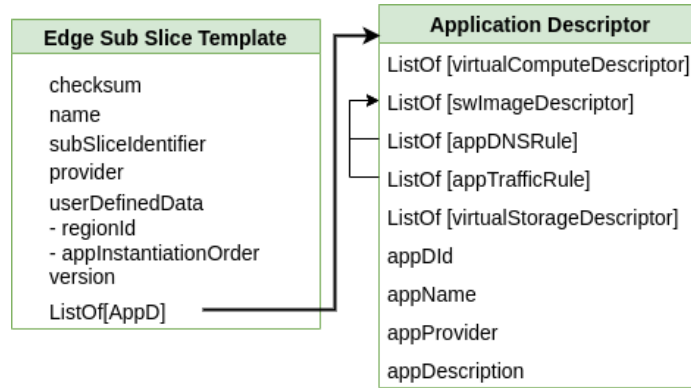 Edge Sub Slice Template
checksum
name
subSliceIdentifier
provider
userDefinedData
- regionId
- appInstantiationOrder
version
ListOf[AppD]
Application Descriptor
ListOf [virtualComputeDescriptor]
ListOf [swImageDescriptor]
ListOf [appDNSRule]
ListOf [appTrafficRule]
ListOf [virtualStorageDescriptor]
appDId
appName
appProvider
appDescription